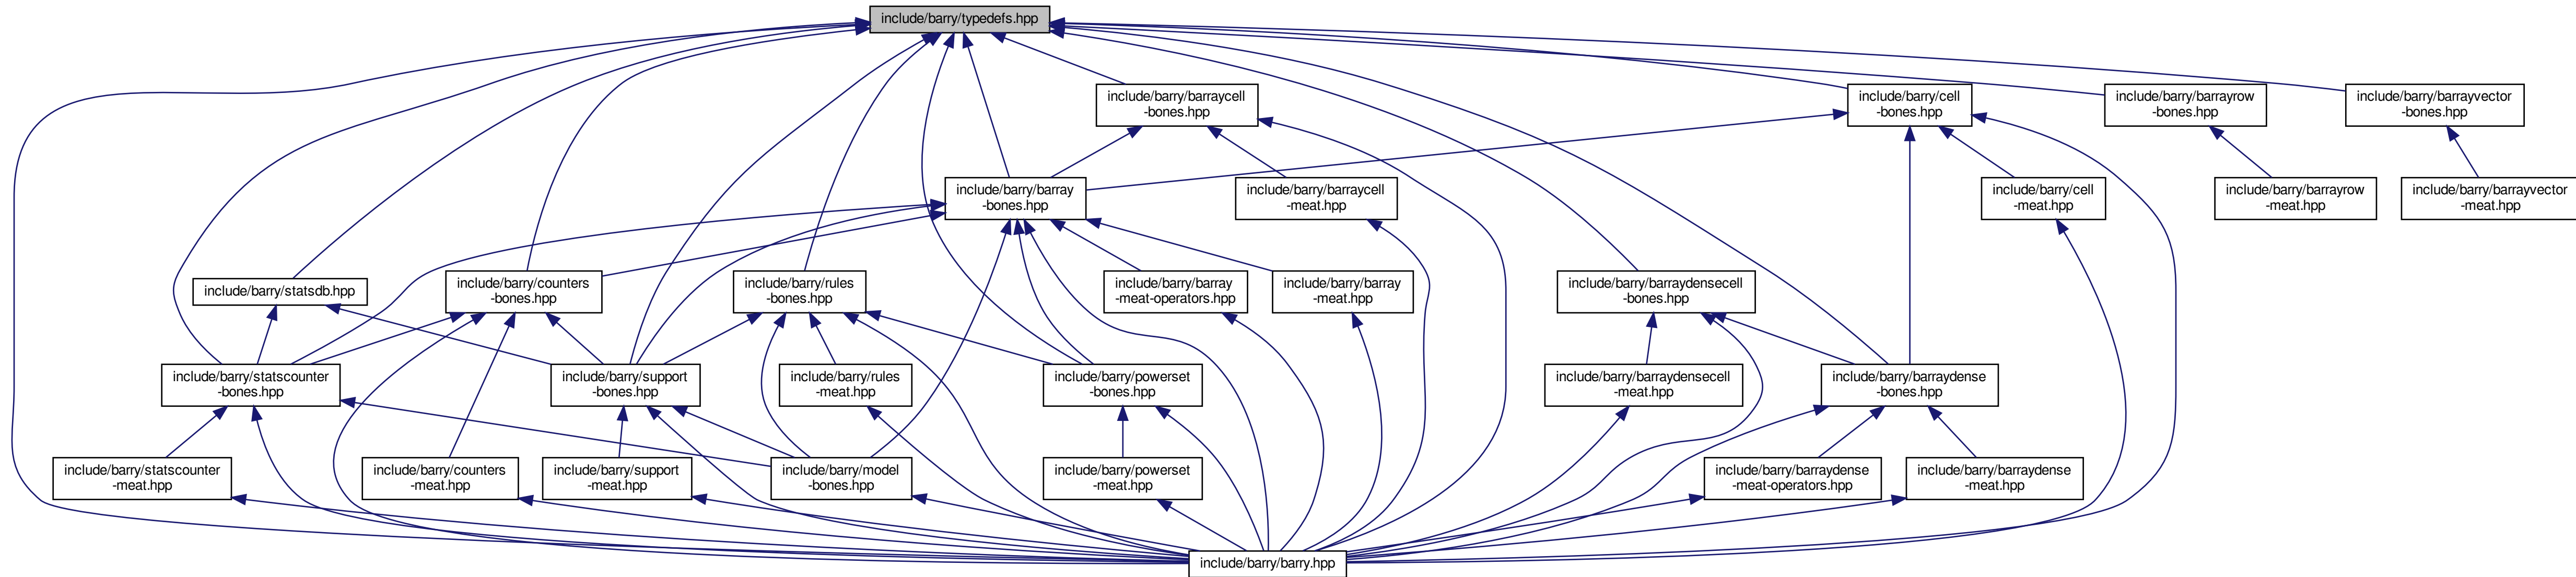 include/barry/typedefs.hpp
include/barry/barraycell
-bones.hpp
include/barry/cell
-bones.hpp
include/barry/barrayrow
-bones.hpp
include/barry/barrayvector
-bones.hpp
include/barry/barray
-bones.hpp
include/barry/barraycell
-meat.hpp
include/barry/cell
-meat.hpp
include/barry/barrayrow
-meat.hpp
include/barry/barrayvector
-meat.hpp
include/barry/statsdb.hpp
include/barry/counters
-bones.hpp
include/barry/rules
-bones.hpp
include/barry/barray
-meat-operators.hpp
include/barry/barray
-meat.hpp
include/barry/barraydensecell
-bones.hpp
include/barry/statscounter
-bones.hpp
include/barry/support
-bones.hpp
include/barry/rules
-meat.hpp
include/barry/powerset
-bones.hpp
include/barry/barraydensecell
-meat.hpp
include/barry/barraydense
-bones.hpp
include/barry/statscounter
-meat.hpp
include/barry/counters
-meat.hpp
include/barry/support
-meat.hpp
include/barry/model
-bones.hpp
include/barry/powerset
-meat.hpp
include/barry/barraydense
-meat-operators.hpp
include/barry/barraydense
-meat.hpp
include/barry/barry.hpp